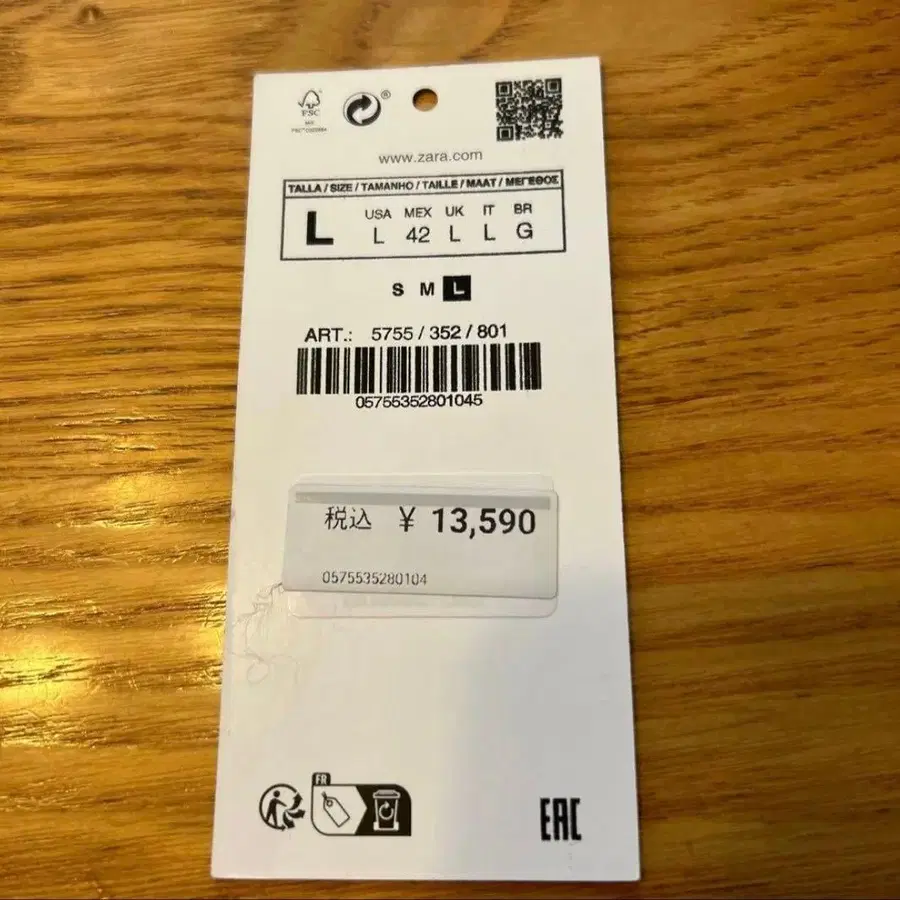 FSC
www.zara.com
TALLA / SIZE / TAMANHO / TAILLE / MAAT / ΜΕΓΕΘΟΣ
L
USA MEX UK IT BR
L 42 L L G
S M L
ART.: 5755 / 352 / 801
05755352801045
税込 ¥ 13,590
0575535280104
FR
EAC